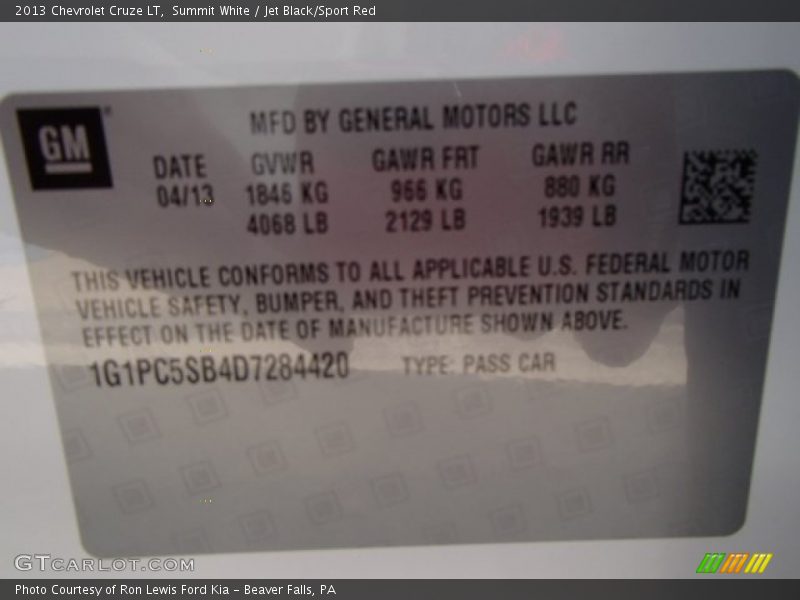 2013 Chevrolet Cruze LT, Summit White / Jet Black/Sport Red
GM
MFD BY GENERAL MOTORS LLC
DATE GVWR GAWR FRT GAWR RR
04/13 1846 KG 966 KG 880 KG
4068 LB 2129 LB 1939 LB
THIS VEHICLE CONFORMS TO ALL APPLICABLE U.S. FEDERAL MOTOR
VEHICLE SAFETY, BUMPER, AND THEFT PREVENTION STANDARDS IN
EFFECT ON THE DATE OF MANUFACTURE SHOWN ABOVE.
1G1PC5SB4D7284420 TYPE: PASS CAR
GTCARLOT.COM
Photo Courtesy of Ron Lewis Ford Kia - Beaver Falls, PA